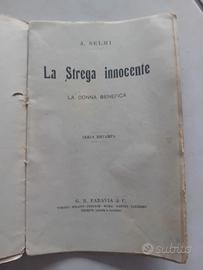 A. SELMI
La Strega innocente
LA DONNA BENEFICA
TERZA RISTAMPA
G. B. PARAVIA & C.
subito